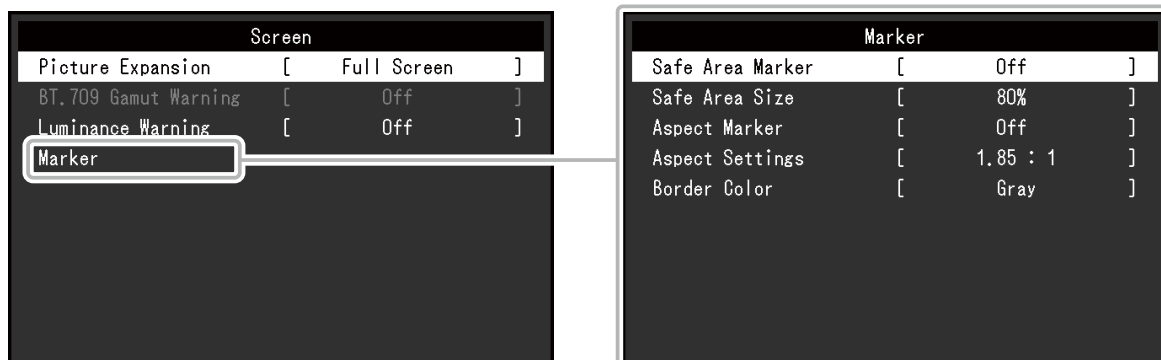 Screen
Picture Expansion [ Full Screen ]
BT.709 Gamut Warning [ Off ]
Luminance Warning [ Off ]
Marker
Marker
Safe Area Marker [ Off ]
Safe Area Size [ 80% ]
Aspect Marker [ Off ]
Aspect Settings [ 1.85 : 1 ]
Border Color [ Gray ]